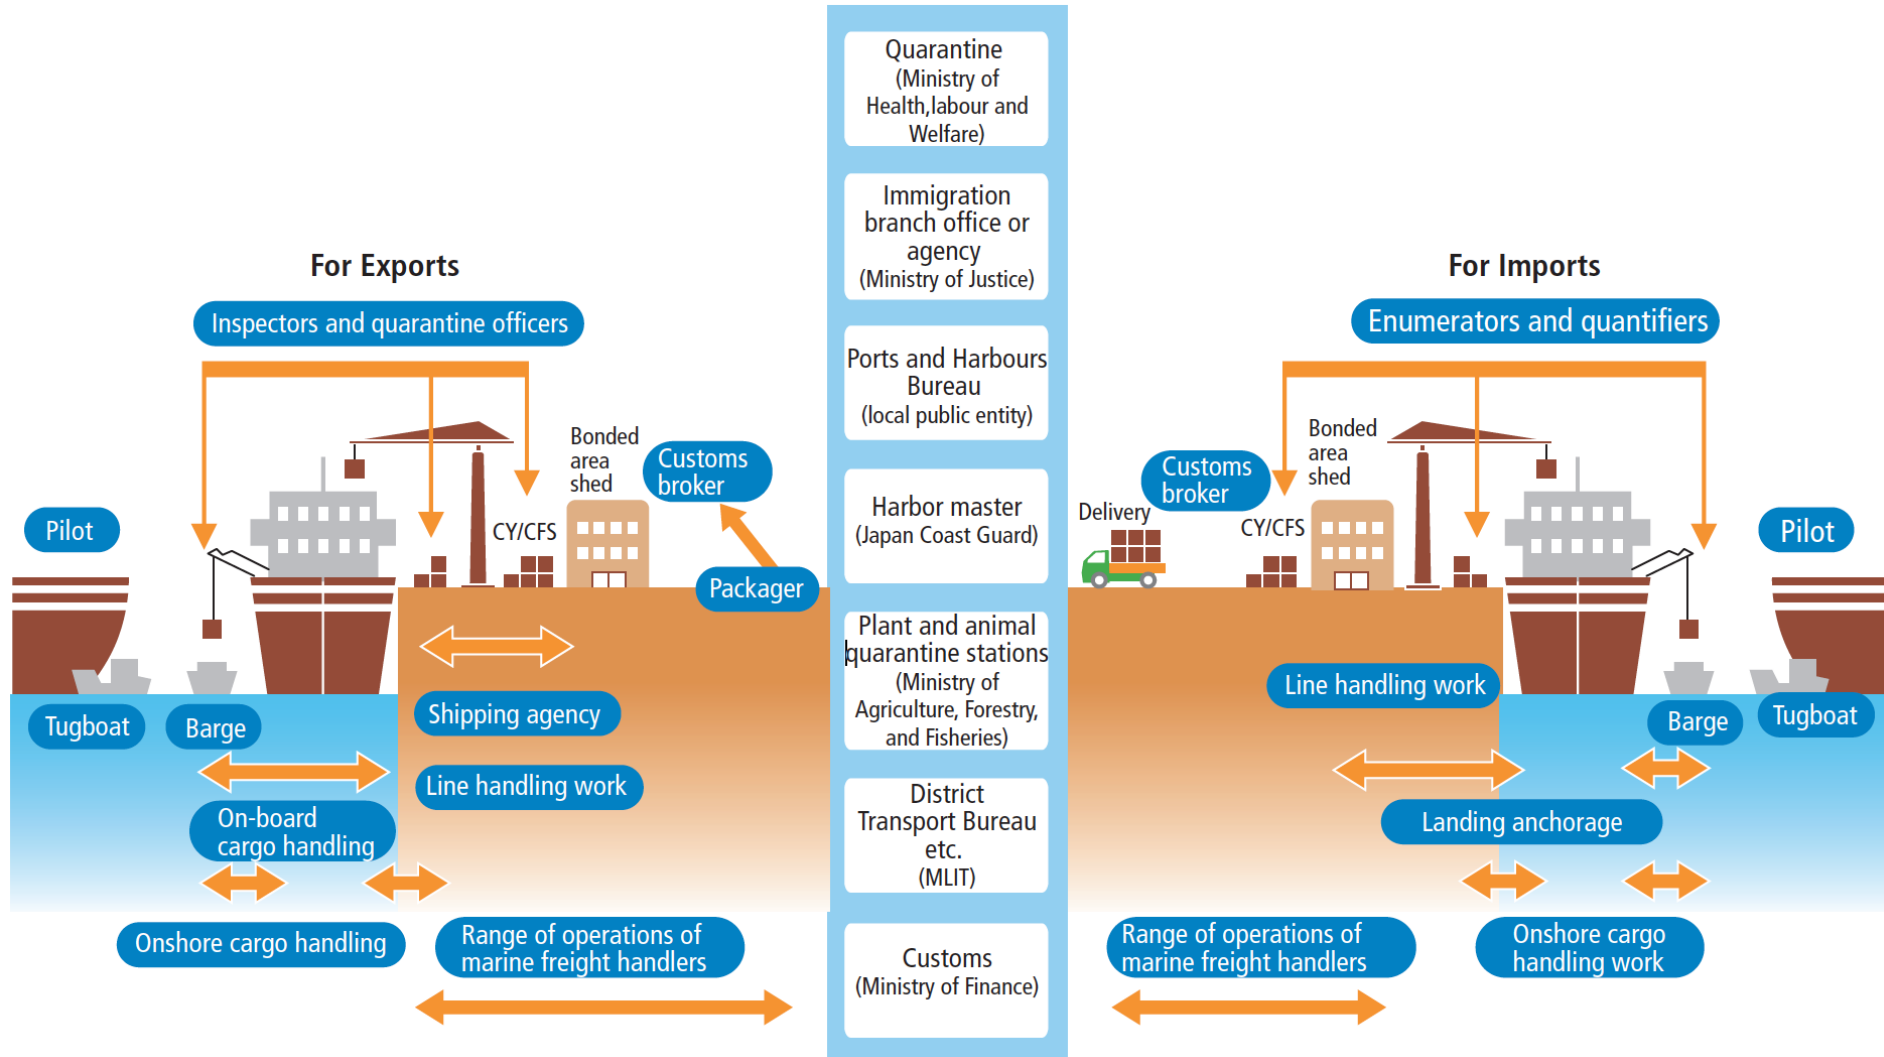 For Exports
Inspectors and quarantine officers
Bonded
area
shed
Customs
broker
CY/CFS
Pilot
Packager
Tugboat
Barge
Shipping agency
Line handling work
On-board
cargo handling
Onshore cargo handling
Range of operations of
marine freight handlers
Quarantine
(Ministry of
Health,labour and
Welfare)
Immigration
branch office or
agency
(Ministry of Justice)
Ports and Harbours
Bureau
(local public entity)
Harbor master
(Japan Coast Guard)
Plant and animal
quarantine stations
(Ministry of
Agriculture, Forestry,
and Fisheries)
District
Transport Bureau
etc.
(MLIT)
Customs
(Ministry of Finance)
For Imports
Enumerators and quantifiers
Bonded
area
shed
Customs
broker
Delivery
CY/CFS
Pilot
Line handling work
Barge
Tugboat
Landing anchorage
Range of operations of
marine freight handlers
Onshore cargo
handling work